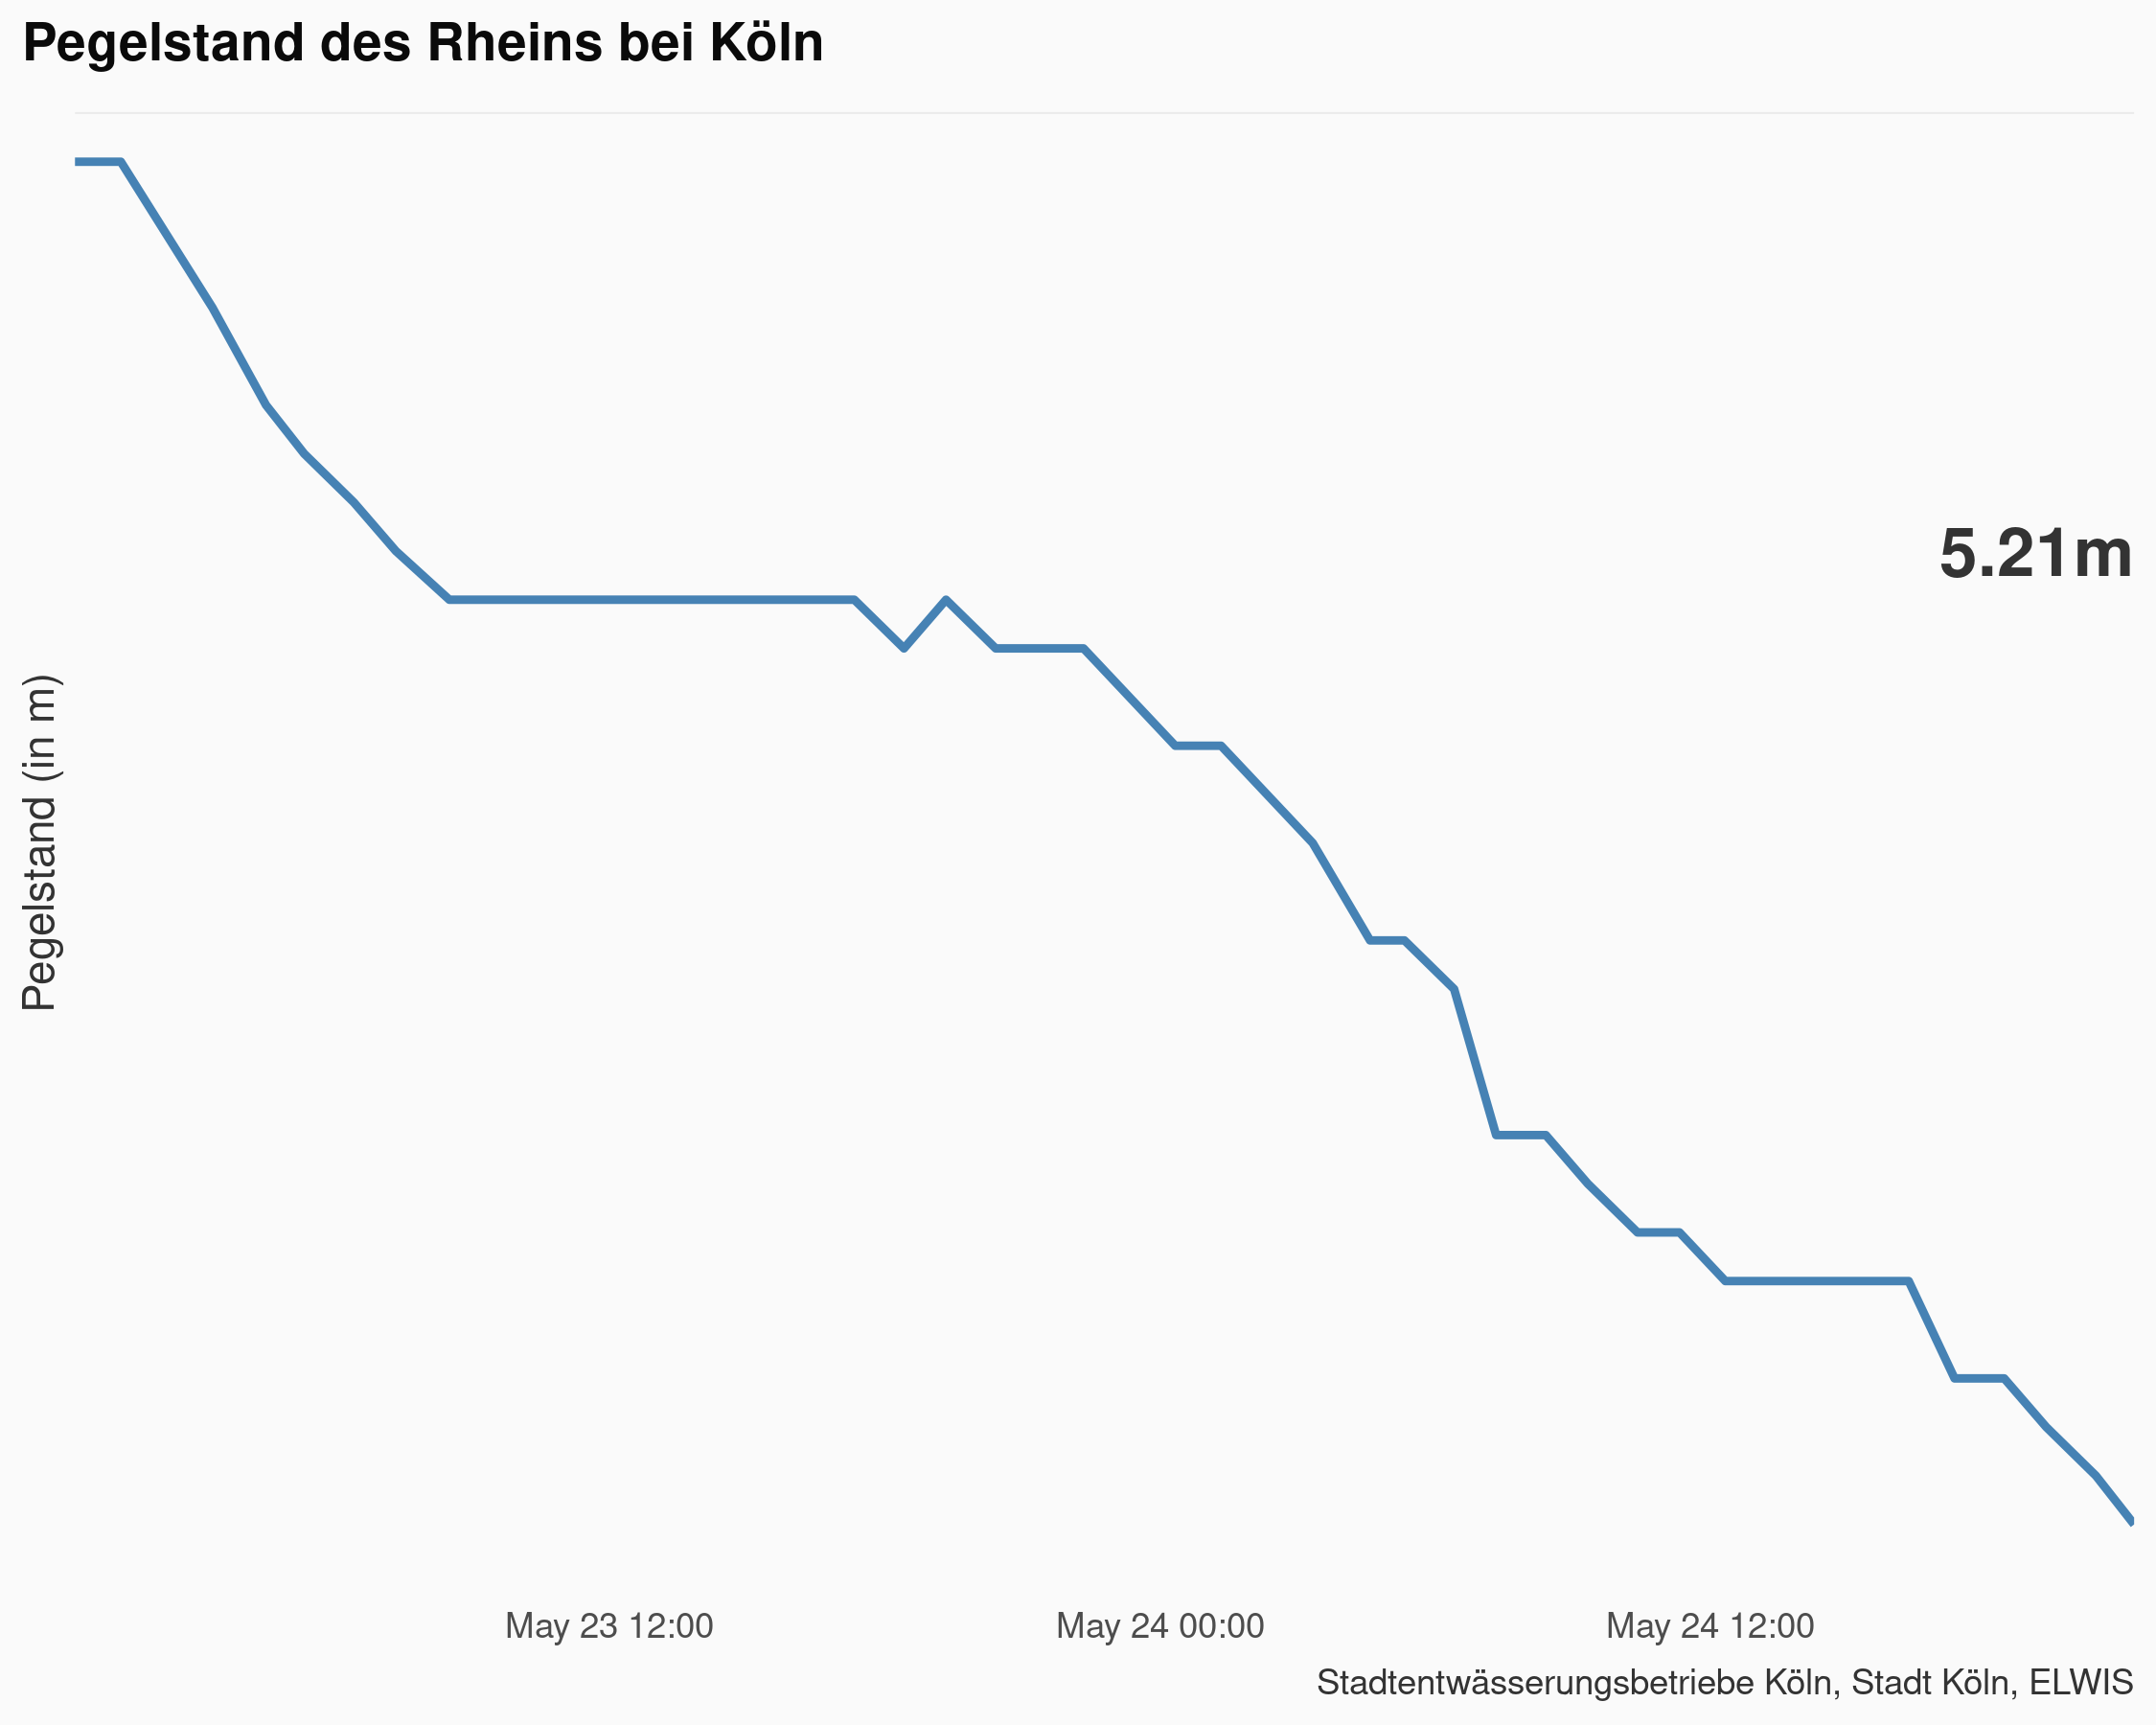 Pegelstand des Rheins bei Köln
5.21m
Pegelstand (in m)
May 23 12:00
May 24 00:00
May 24 12:00
Stadtentwässerungsbetriebe Köln, Stadt Köln, ELWIS